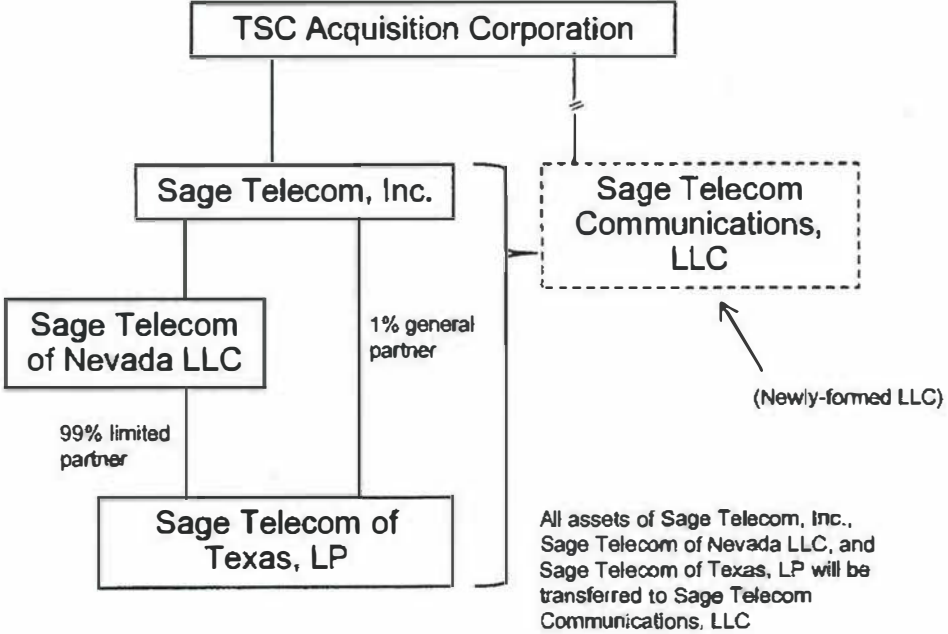 TSC Acquisition Corporation
Sage Telecom, Inc.
Sage Telecom
Communications,
LLC
Sage Telecom
of Nevada LLC
1% general
partner
(Newly-formed LLC)
99% limited
partner
Sage Telecom of
Texas, LP
All assets of Sage Telecom, Inc.,
Sage Telecom of Nevada LLC, and
Sage Telecom of Texas, LP will be
transferred to Sage Telecom
Communications, LLC